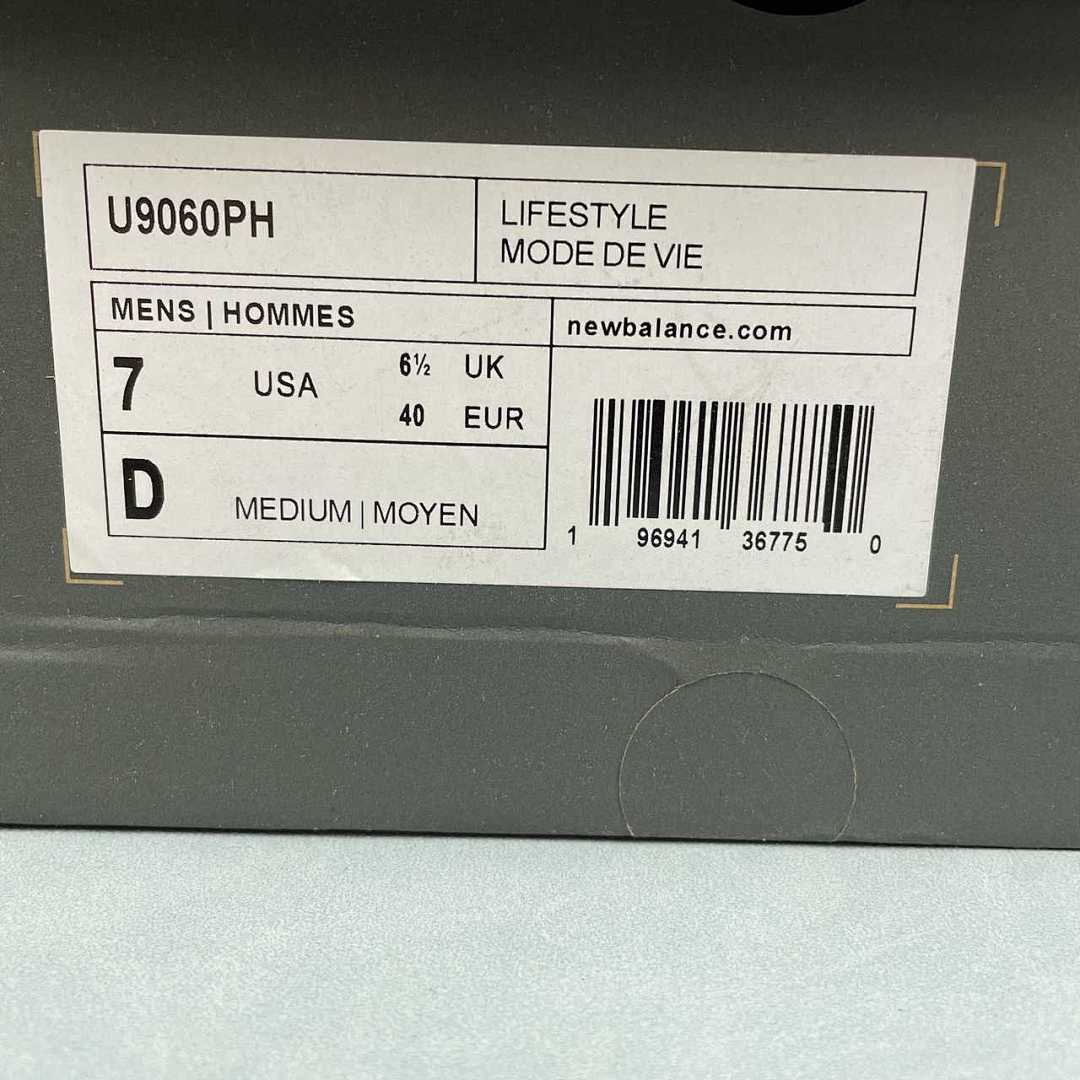 U9060PH
LIFESTYLE
MODE DE VIE
MENS | HOMMES
newbalance.com
7 USA 6½ UK
40 EUR
D MEDIUM | MOYEN
1 96941 36775 0